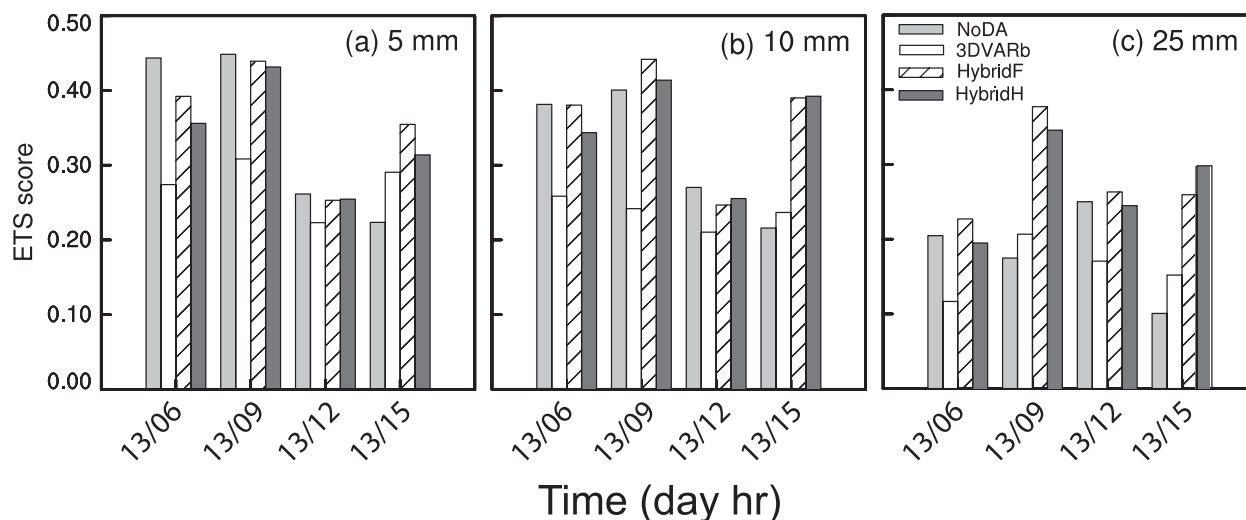 ETS score
0.50
0.40
0.30
0.20
0.10
0.00
(a) 5 mm
13/06
13/09
13/12
13/15
(b) 10 mm
13/06
13/09
13/12
13/15
(c) 25 mm
NoDA
3DVARb
HybridF
HybridH
13/06
13/09
13/12
13/15
Time (day hr)